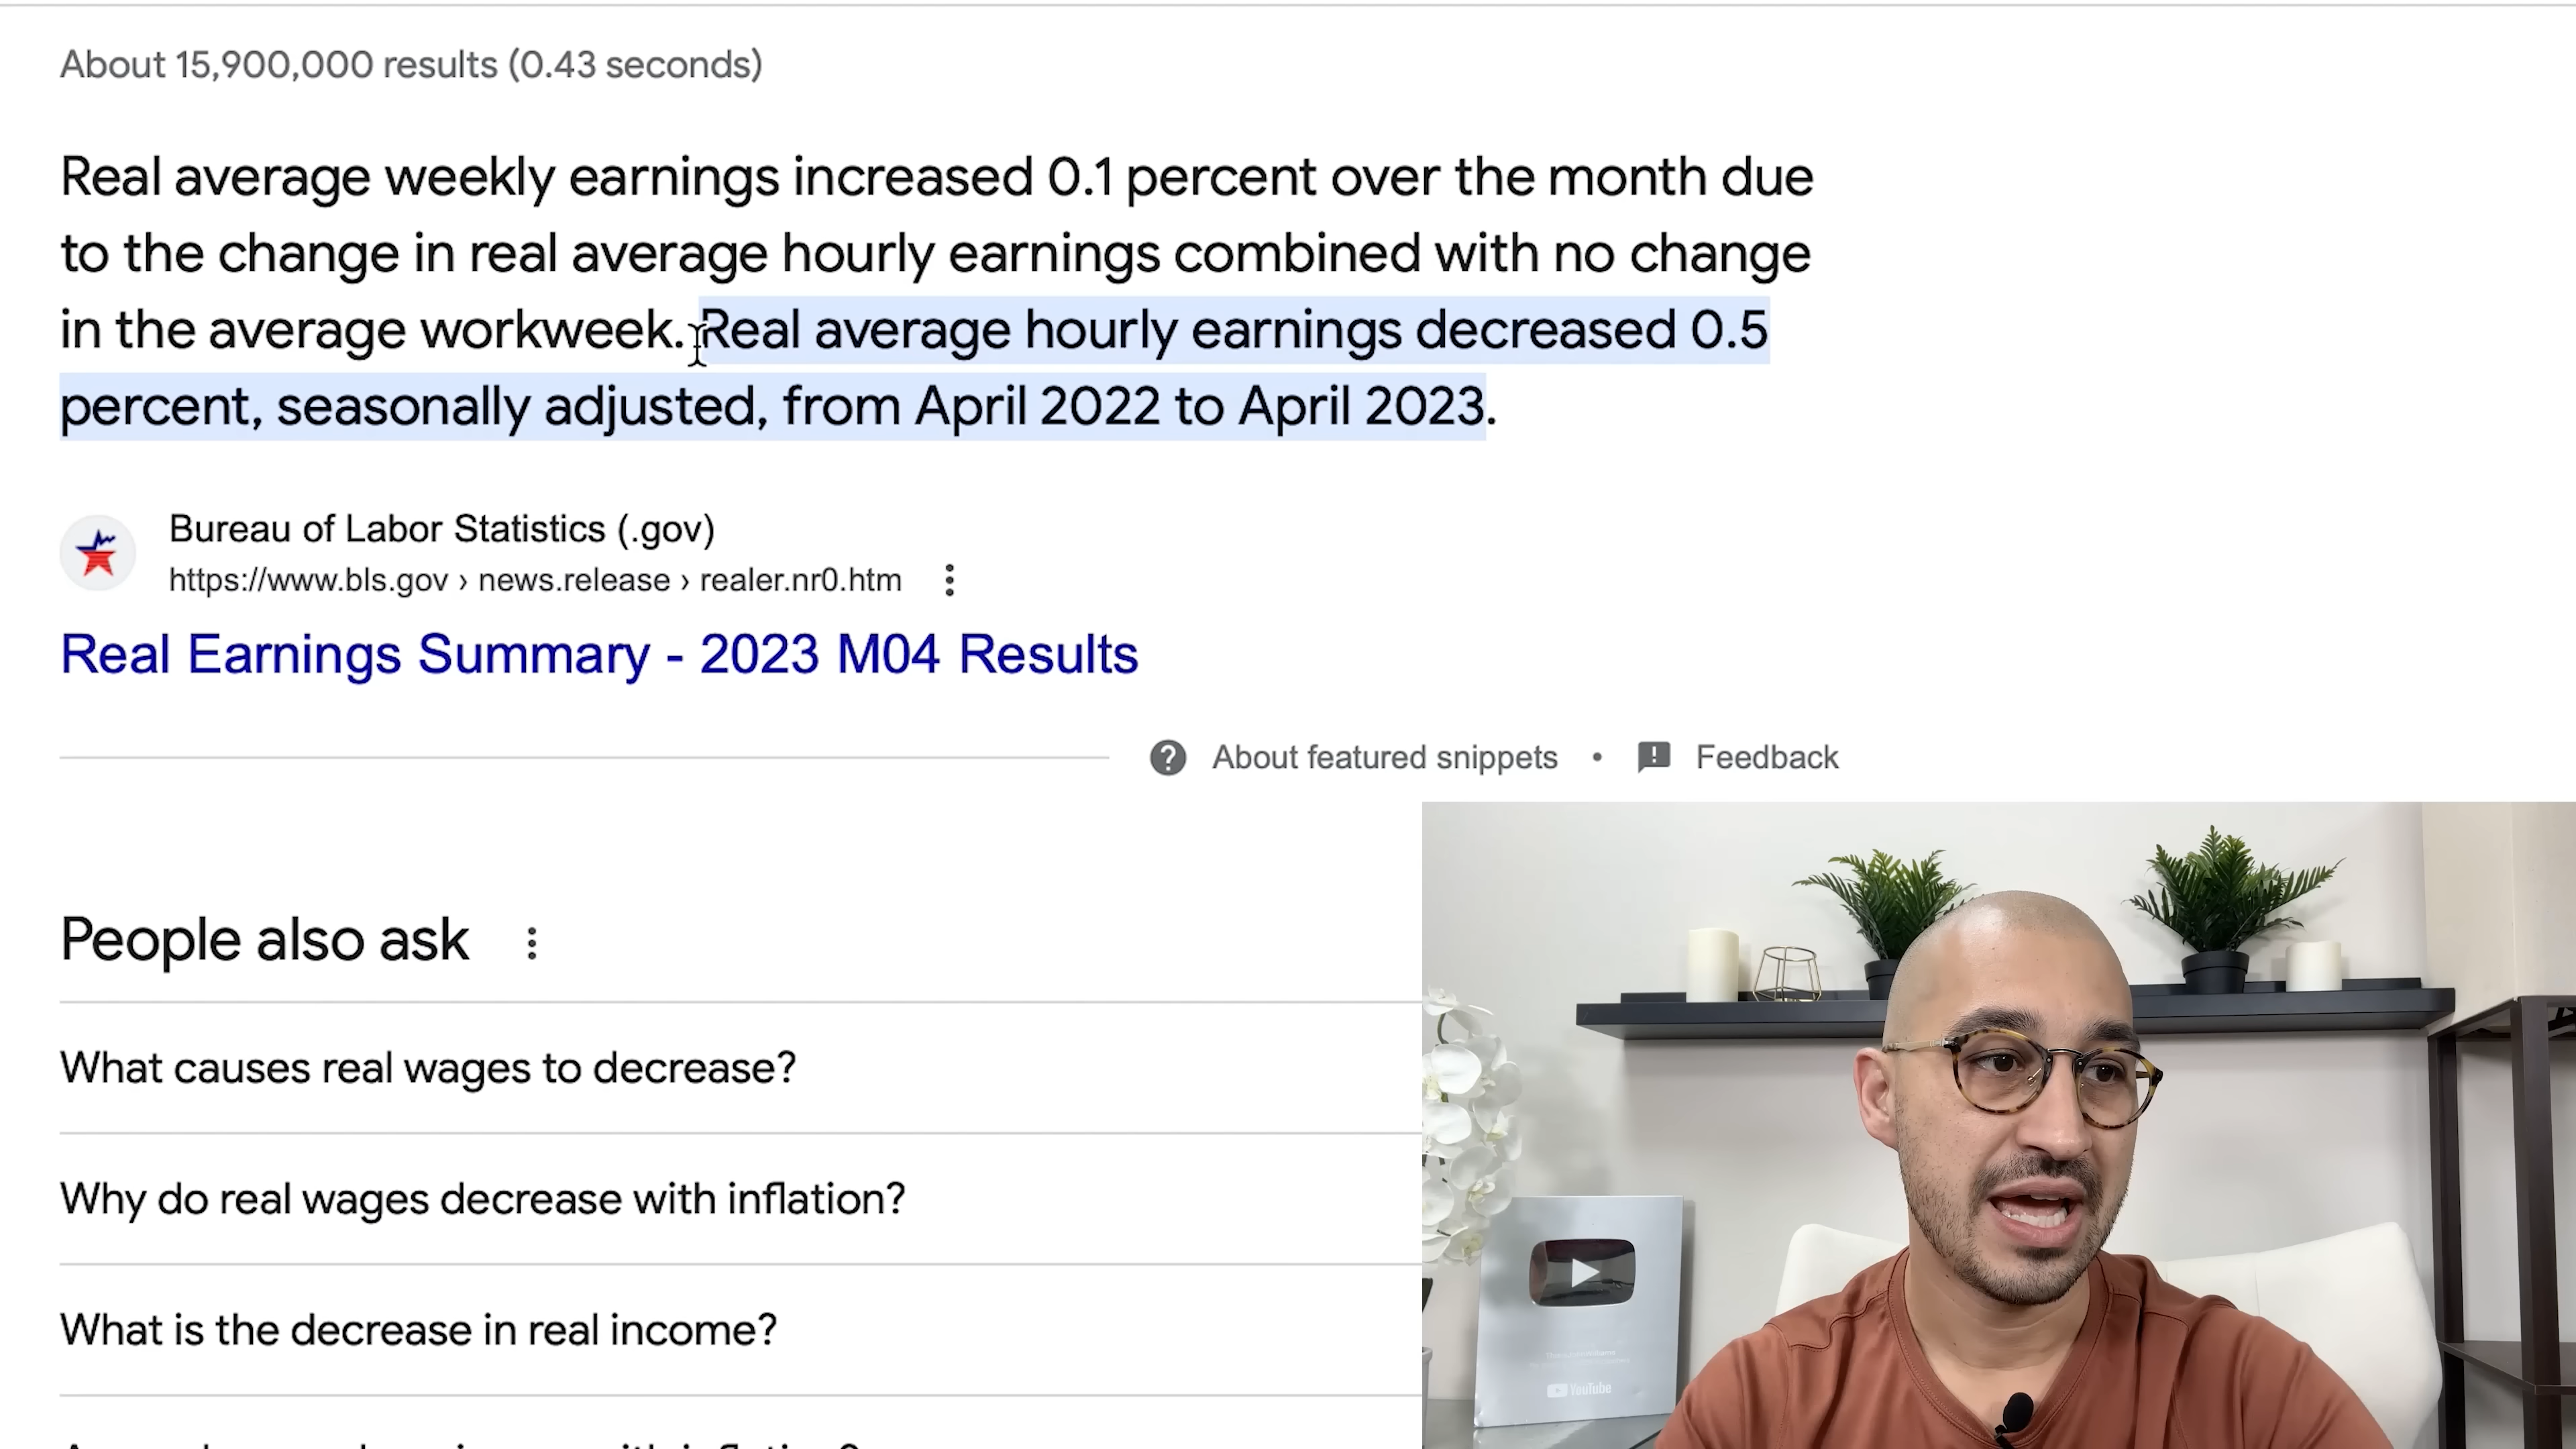 About 15,900,000 results (0.43 seconds)
Real average weekly earnings increased 0.1 percent over the month due
to the change in real average hourly earnings combined with no change
in the average workweek. Real average hourly earnings decreased 0.5
percent, seasonally adjusted, from April 2022 to April 2023.
Bureau of Labor Statistics (.gov)
https://www.bls.gov › news.release › realer.nr0.htm
Real Earnings Summary - 2023 M04 Results
About featured snippets • Feedback
People also ask
What causes real wages to decrease?
Why do real wages decrease with inflation?
What is the decrease in real income?
YouTube